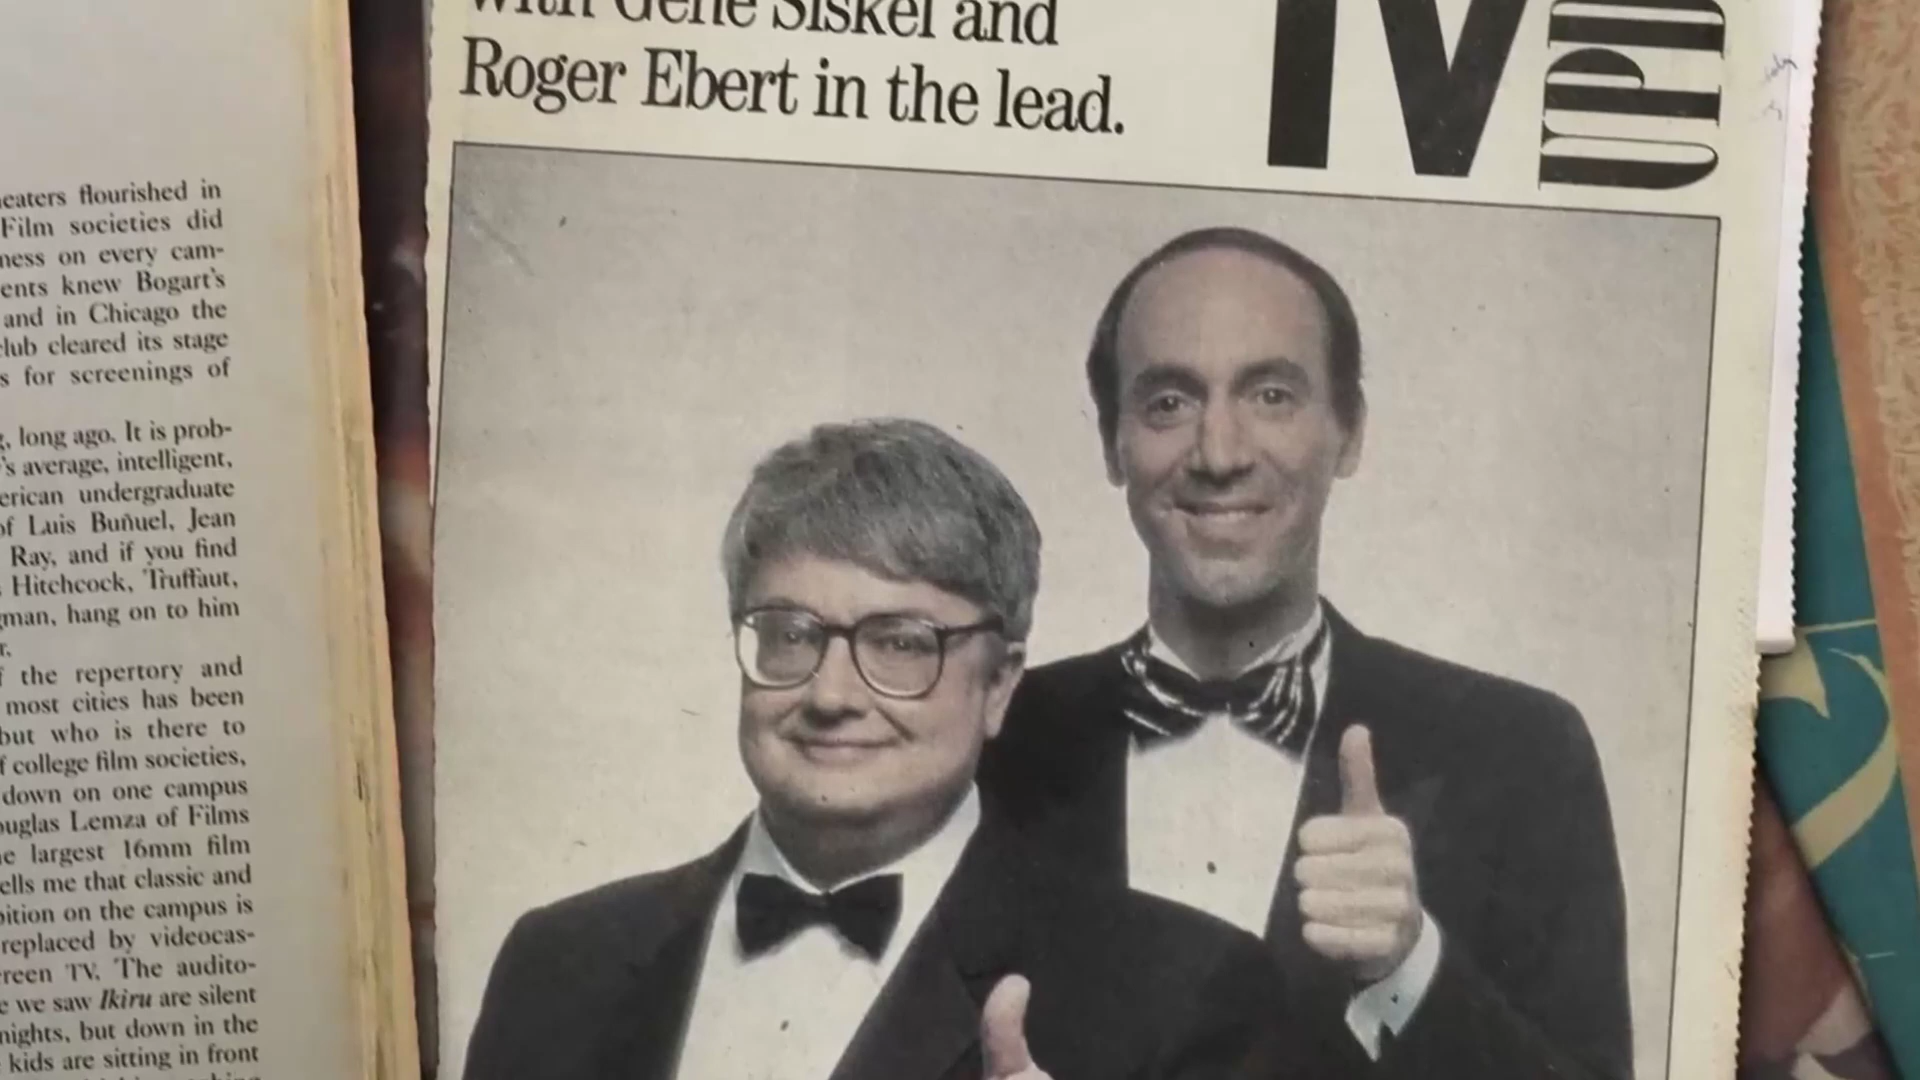 eaters flourished in
Film societies did
ness on every cam-
ents knew Bogart's
and in Chicago the
lub cleared its stage
s for screenings of
, long ago. It is prob-
's average, intelligent,
erican undergraduate
of Luis Buñuel, Jean
Ray, and if you find
Hitchcock, Truffaut,
gman, hang on to him
r.
f the repertory and
most cities has been
but who is there to
f college film societies,
down on one campus
ouglas Lemza of Films
e largest 16mm film
ells me that classic and
bition on the campus is
replaced by videocas-
reen TV. The audito-
e we saw Ikiru are silent
nights, but down in the
kids are sitting in front
with Gene Siskel and
Roger Ebert in the lead.
TV
UPD